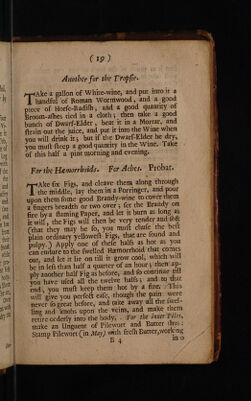 ( 19 )
Another for the Dropsie.
TAke a gallon of White-wine, and put into it a
handful of Roman Wormwood, and a good
piece of Horse-Radish, and a good quantity of
Broom-ashes tied in a cloth; then take a good
bunch of Dwarf-Elder, beat it in a Mortar, and
strain out the juice, and put it into the Wine when
you will drink it; but if the Dwarf-Elder be dry,
you must steep a good quantity in the Wine. Take
of this half a pint morning and evening.
For the Hæmorrhoids. For Aches. Probat.
TAke six Figs, and cleave them along through
the middle, lay them in a Porringer, and pour
upon them some good Brandy-wine to cover them
a fingers breadth or two over; set the Brandy on
fire by a flaming Paper, and let it burn as long as
it will, the Figs will then be very tender and soft
(that they may be so, you must chuse the best
plain ordinary yellowest Figs, that are sound and
pulpy.) Apply one of these halfs as hot as you
can endure to the swelled Hæmorrhoid that comes
out, and let it lie on till it grow cool, which will
be in less than half a quarter of an hour; then ap-
ply another half Fig as before, and so continue till
you have used all the twelve halfs; and to that
end, you must keep them hot by a fire. This
will give you perfect ease, though the pain were
never so great before, and take away all the swel-
ling and knobs upon the veins, and make them
retire orderly into the body. For the inner Piles,
make an Unguent of Pilewort and Butter thus:
Stamp Pilewort (in May) with fresh Butter, working
B 4